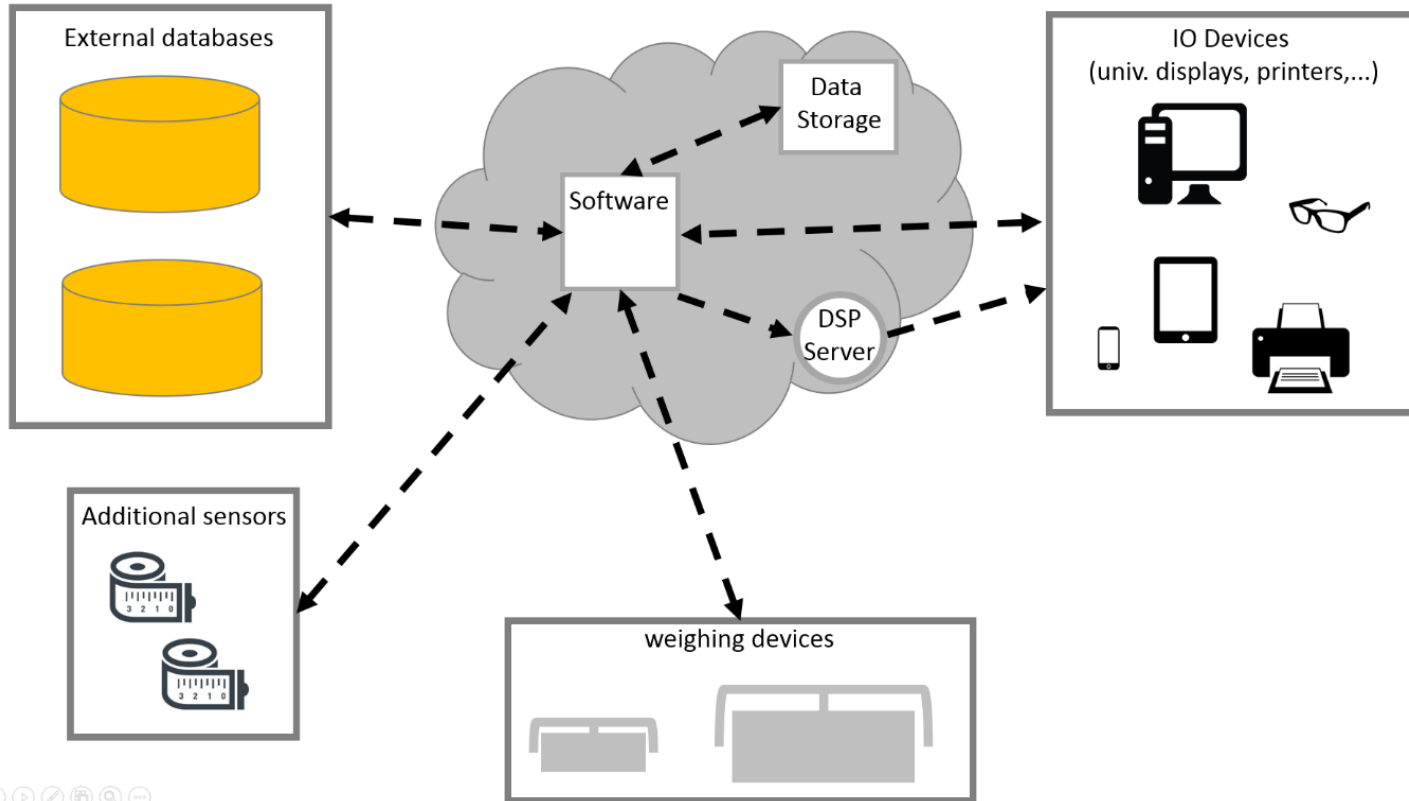 External databases
IO Devices
(univ. displays, printers,...)
Data
Storage
Software
DSP
Server
Additional sensors
3 2 1 0
3 2 1 0
weighing devices